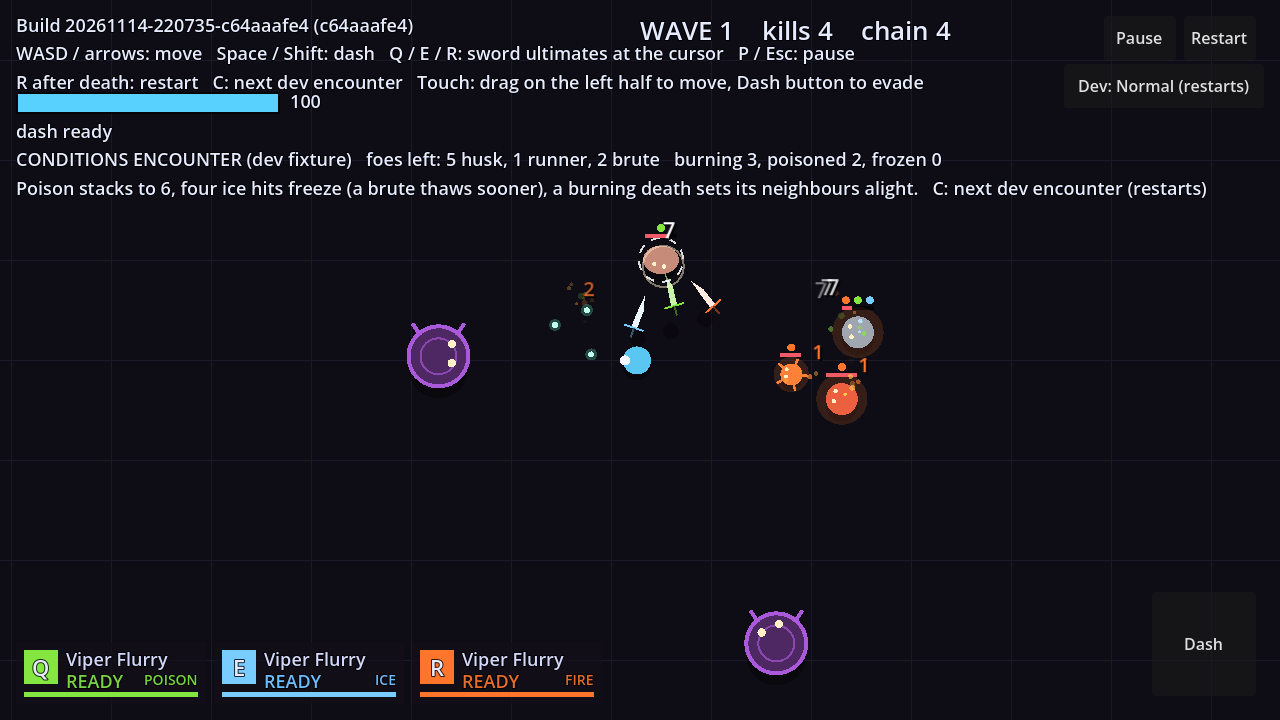 Build 20261114-220735-c64aaafe4 (c64aaafe4)
WAVE 1 kills 4 chain 4
Pause
Restart
WASD / arrows: move Space / Shift: dash Q / E / R: sword ultimates at the cursor P / Esc: pause
R after death: restart C: next dev encounter Touch: drag on the left half to move, Dash button to evade
Dev: Normal (restarts)
100
dash ready
CONDITIONS ENCOUNTER (dev fixture) foes left: 5 husk, 1 runner, 2 brute burning 3, poisoned 2, frozen 0
Poison stacks to 6, four ice hits freeze (a brute thaws sooner), a burning death sets its neighbours alight. C: next dev encounter (restarts)
7
2
77
1
1
Dash
Q Viper Flurry
READY POISON
E Viper Flurry
READY ICE
R Viper Flurry
READY FIRE